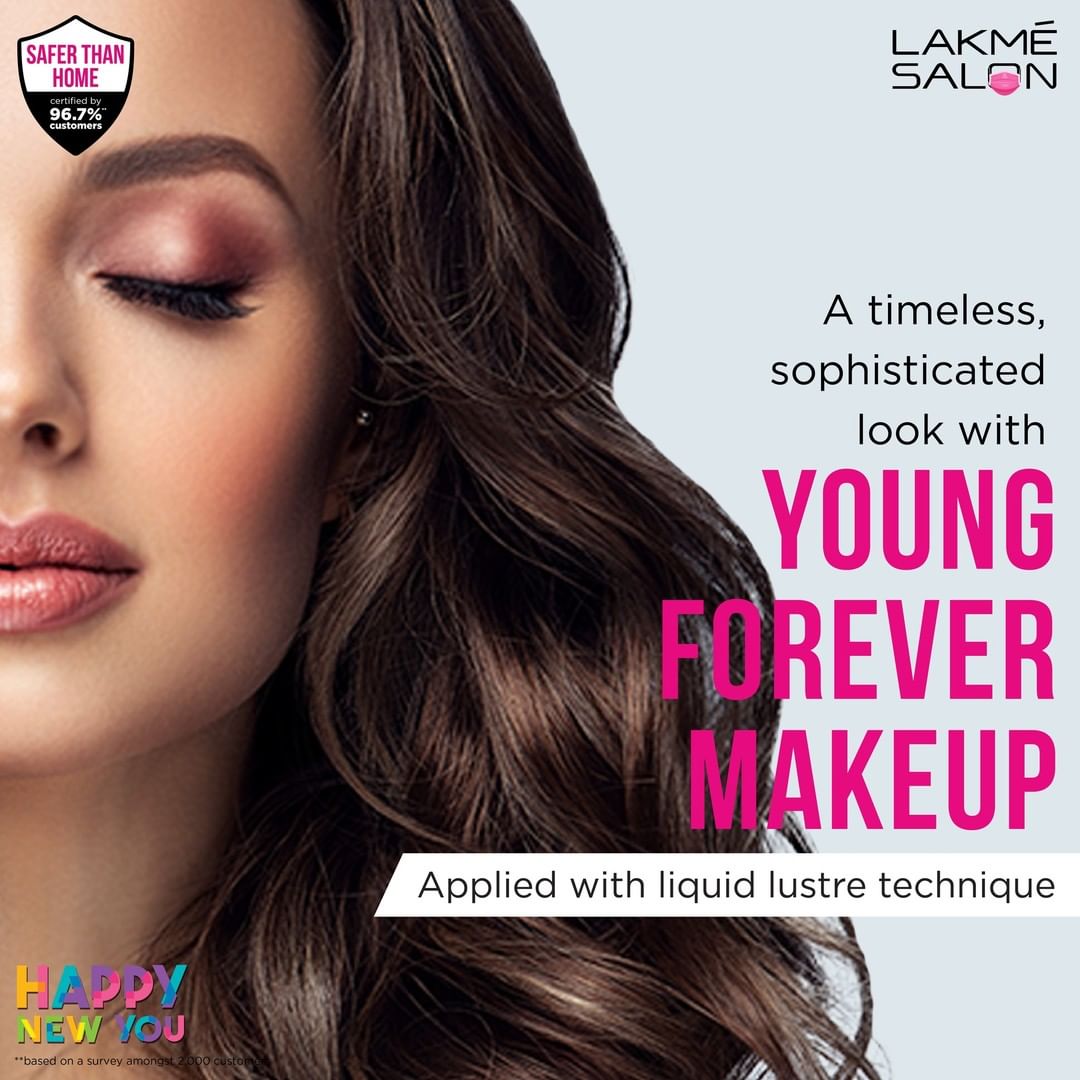 SAFER THAN
HOME
certified by
96.7%**
customers
LAKMÉ
SALON
A timeless,
sophisticated
look with
YOUNG
FOREVER
MAKEUP
Applied with liquid lustre technique
HAPPY
NEW YOU
**based on a survey amongst 2,000 customers